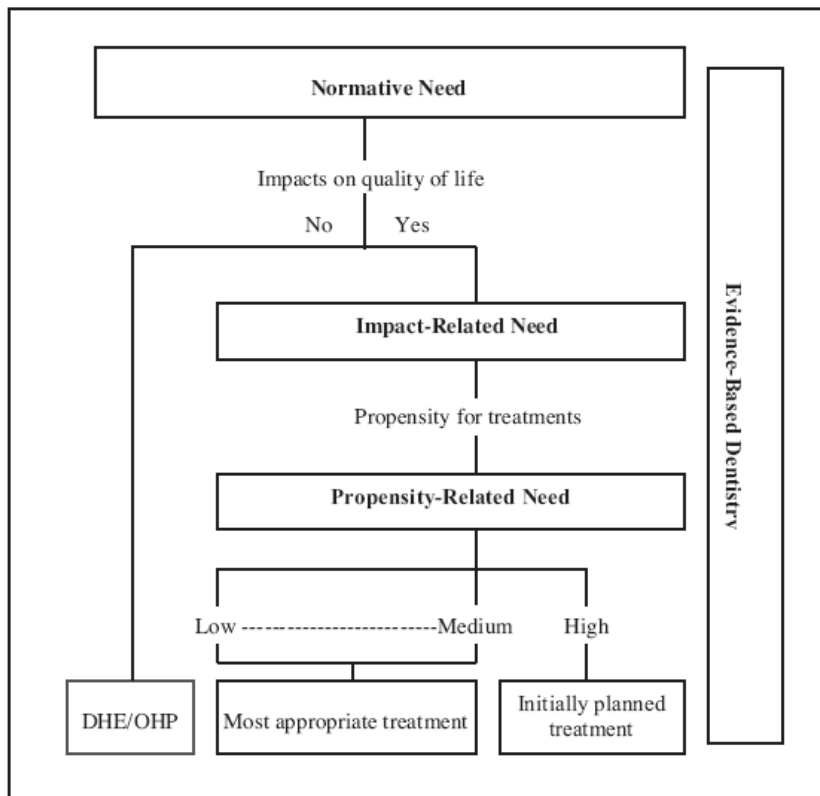 Normative Need
Impacts on quality of life
No Yes
Impact-Related Need
Propensity for treatments
Propensity-Related Need
Low ---------------------------Medium High
DHE/OHP
Most appropriate treatment
Initially planned
treatment
Evidence-Based Dentistry